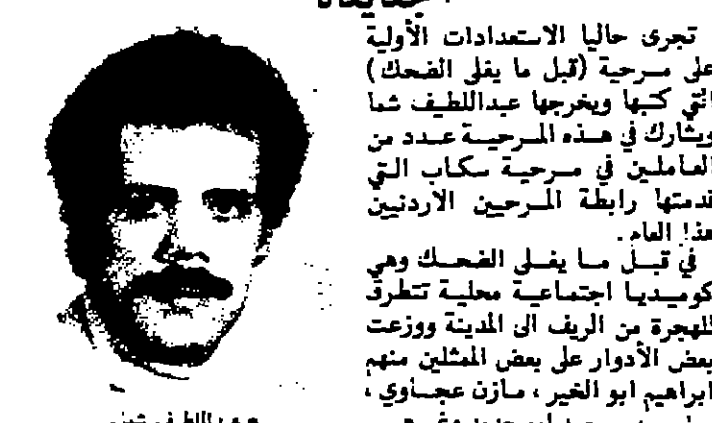 تجرى حاليا الاستعدادات الأولية
على مسرحية (قبل ما يغلى الضحك)
التي كتبها ويخرجها عبداللطيف شما
ويشارك في هذه المسرحية عدد من
العاملين في مسرحية سكاب التي
قدمتها رابطة المسرحيين الاردنيين
هذا العام .
في قبل ما يغلى الضحك وهي
كوميديا اجتماعية محلية تتطرق
للهجرة من الريف الى المدينة ووزعت
بعض الأدوار على بعض الممثلين منهم
ابراهيم ابو الخير ، مازن عجاوي ،